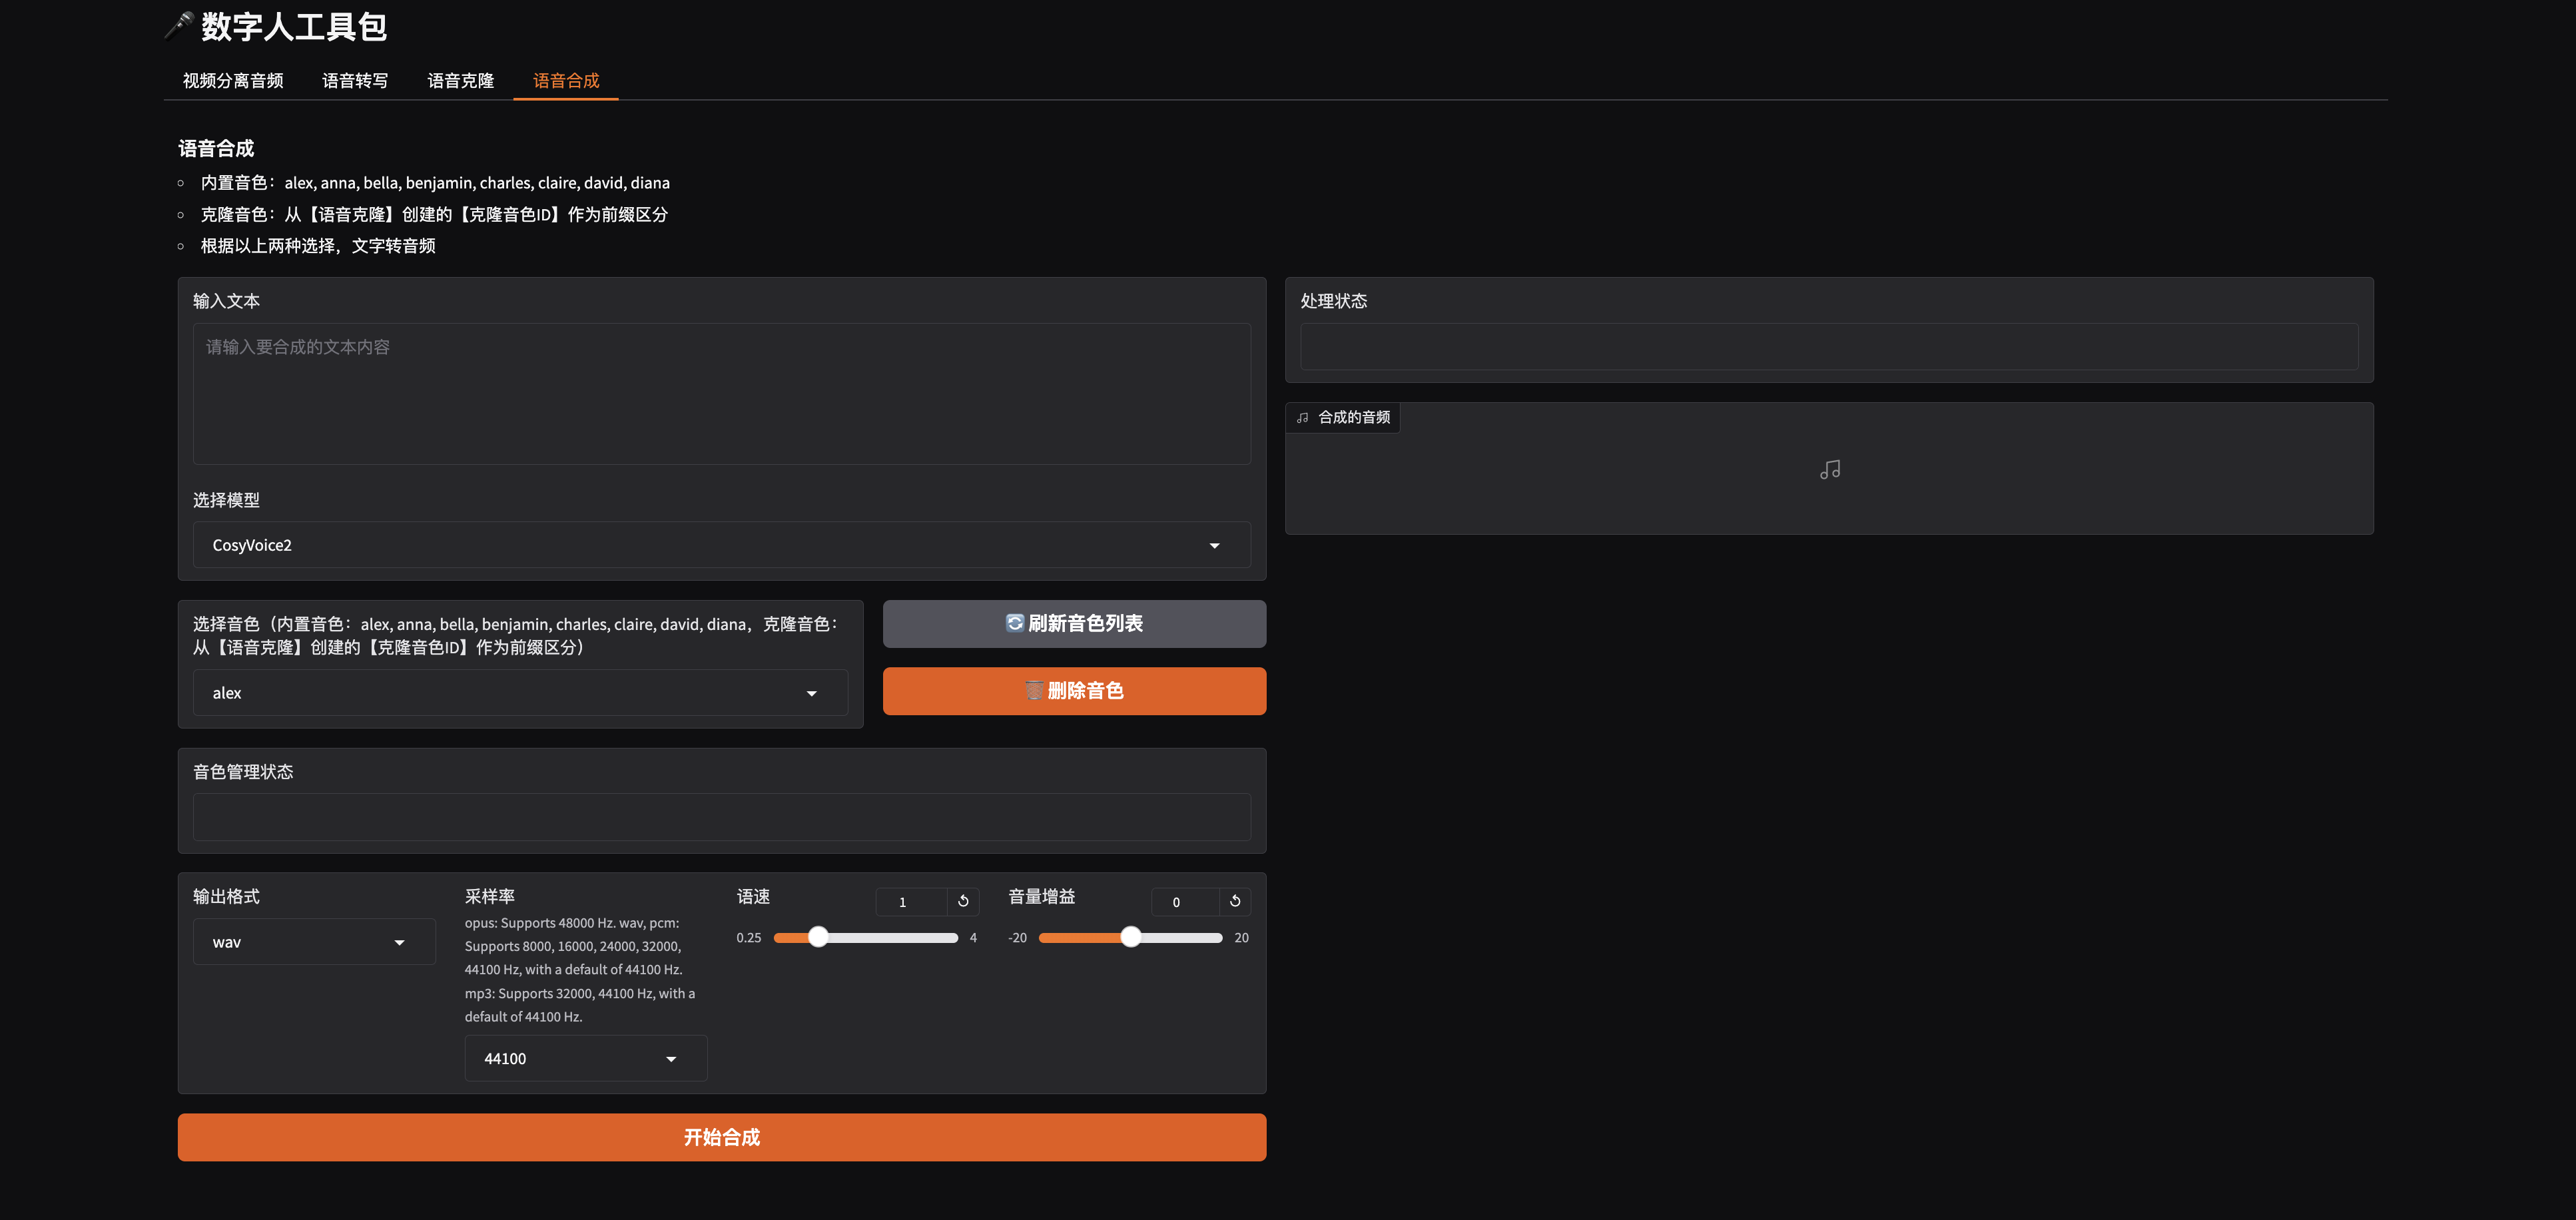 数字人工具包
视频分离音频
语音转写
语音克隆
语音合成
语音合成
内置音色：alex, anna, bella, benjamin, charles, claire, david, diana
克隆音色：从【语音克隆】创建的【克隆音色ID】作为前缀区分
根据以上两种选择，文字转音频
输入文本
请输入要合成的文本内容
选择模型
CosyVoice2
选择音色（内置音色：alex, anna, bella, benjamin, charles, claire, david, diana，克隆音色：
从【语音克隆】创建的【克隆音色ID】作为前缀区分）
alex
刷新音色列表
删除音色
音色管理状态
输出格式
wav
采样率
opus: Supports 48000 Hz. wav, pcm:
Supports 8000, 16000, 24000, 32000,
44100 Hz, with a default of 44100 Hz.
mp3: Supports 32000, 44100 Hz, with a
default of 44100 Hz.
44100
语速
1
0.25
4
音量增益
0
-20
20
开始合成
处理状态
合成的音频